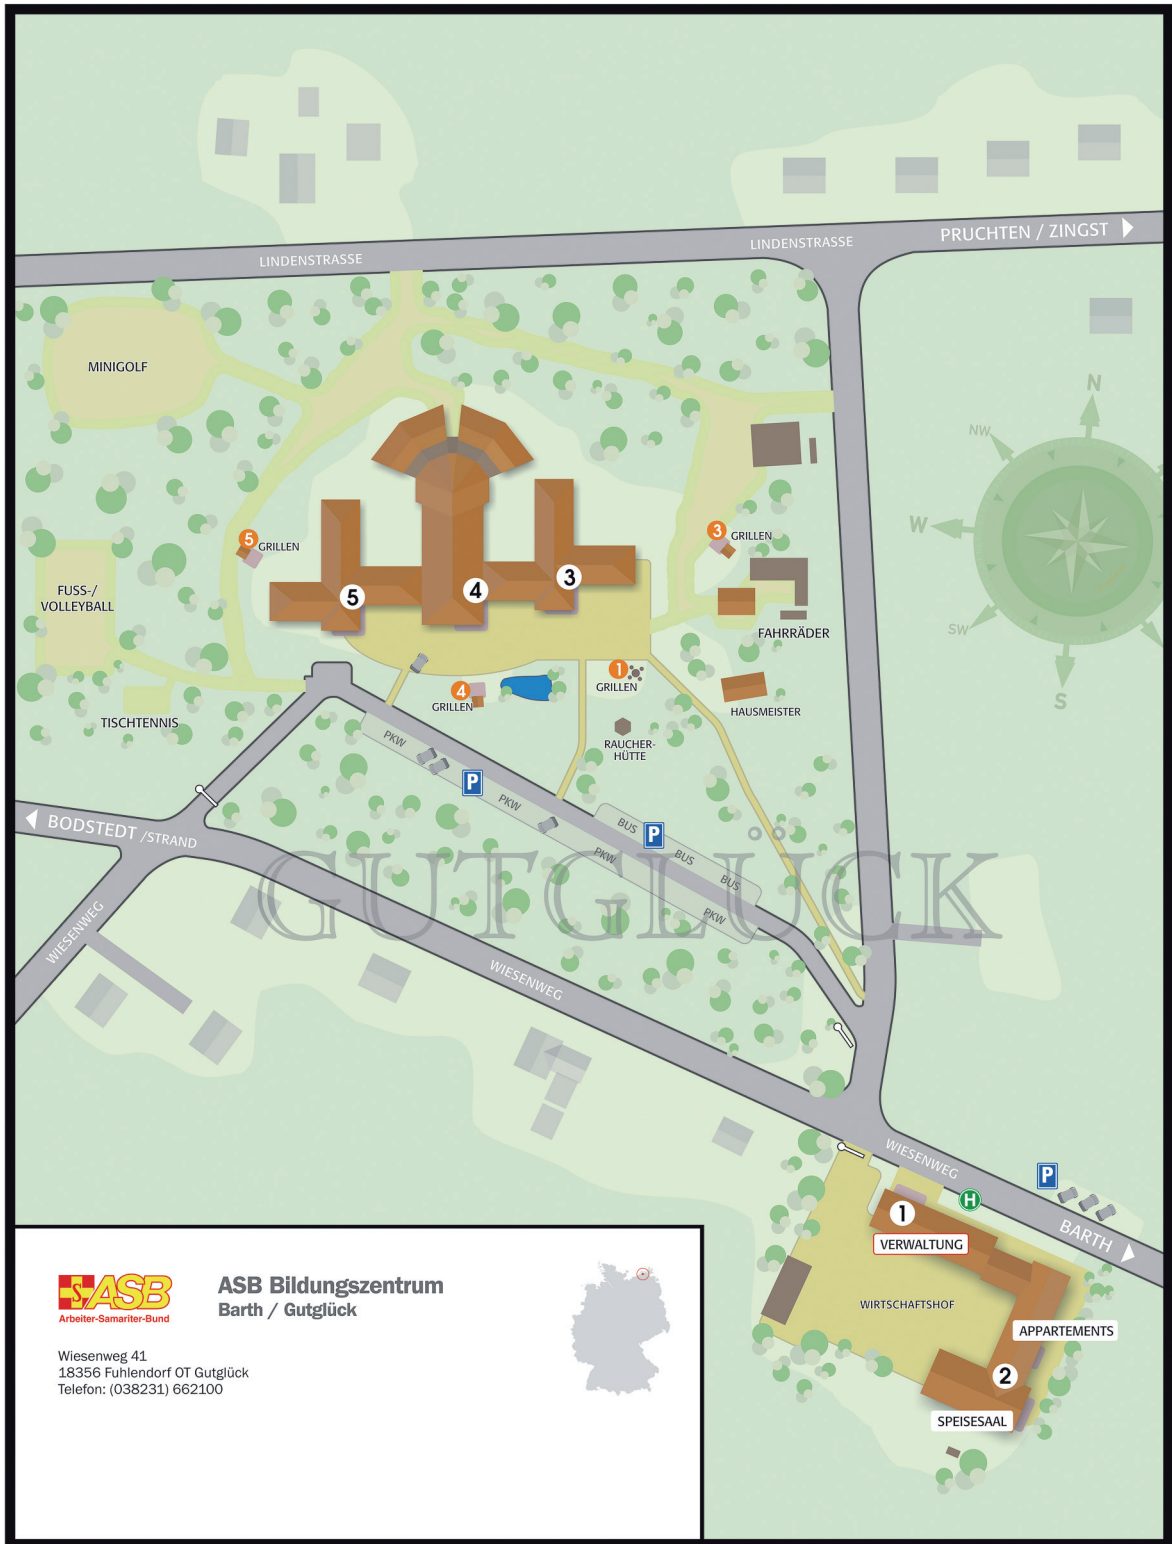 LINDENSTRASSE
LINDENSTRASSE
PRUCHTEN / ZINGST
MINIGOLF
N
NW
W
SW
S
5
GRILLEN
3
GRILLEN
FUSS-/
VOLLEYBALL
5
4
3
FAHRRÄDER
1
GRILLEN
4
GRILLEN
HAUSMEISTER
TISCHTENNIS
RAUCHER-
HÜTTE
PKW
P
PKW
BUS
P
BUS
BUS
PKW
PKW
BODSTEDT /STRAND
GUTGLÜCK
WIESENWEG
WIESENWEG
WIESENWEG
P
H
BARTH
1
VERWALTUNG
WIRTSCHAFTSHOF
APPARTEMENTS
2
SPEISESAAL
S
ASB
Arbeiter-Samariter-Bund
ASB Bildungszentrum
Barth / Gutglück
Wiesenweg 41
18356 Fuhlendorf OT Gutglück
Telefon: (038231) 662100